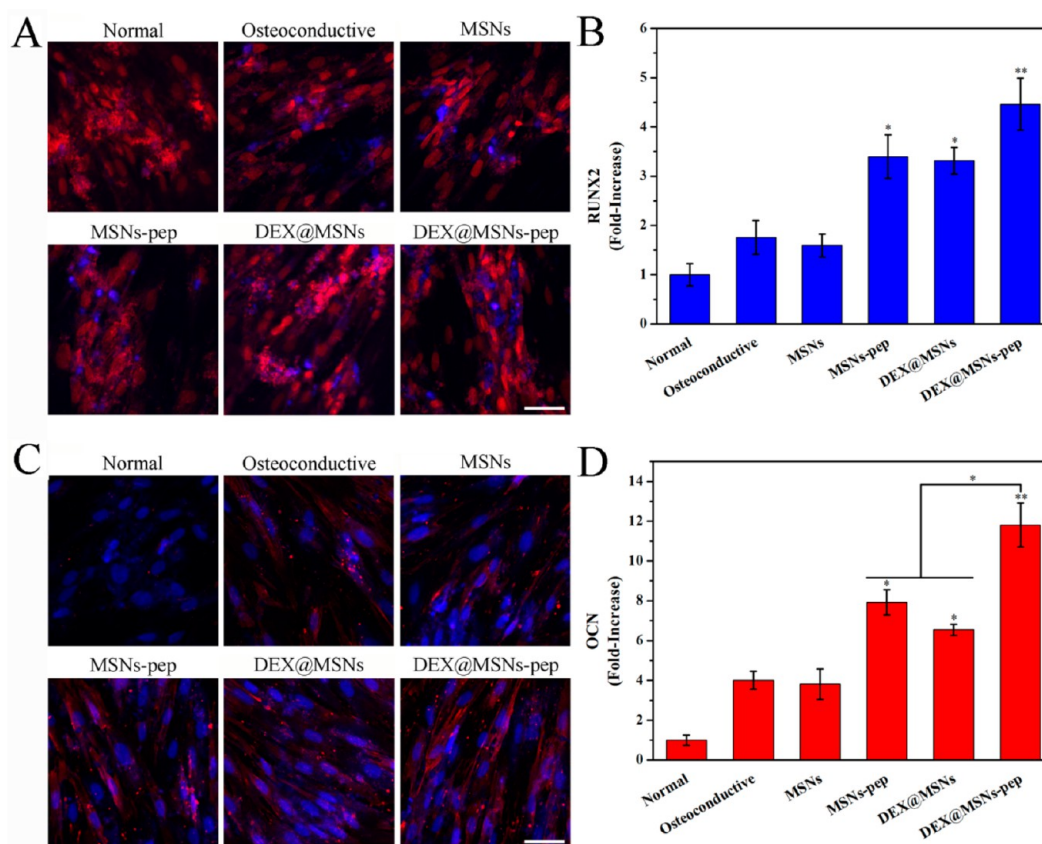 A
Normal
Osteoconductive
MSNs
MSNs-pep
DEX@MSNs
DEX@MSNs-pep
B
RUNX2
(Fold-Increase)
6
5
4
3
2
1
0
*
*
**
Normal
Osteoconductive
MSNs
MSNs-pep
DEX@MSNs
DEX@MSNs-pep
C
Normal
Osteoconductive
MSNs
MSNs-pep
DEX@MSNs
DEX@MSNs-pep
D
OCN
(Fold-Increase)
14
12
10
8
6
4
2
0
*
*
*
**
Normal
Osteoconductive
MSNs
MSNs-pep
DEX@MSNs
DEX@MSNs-pep